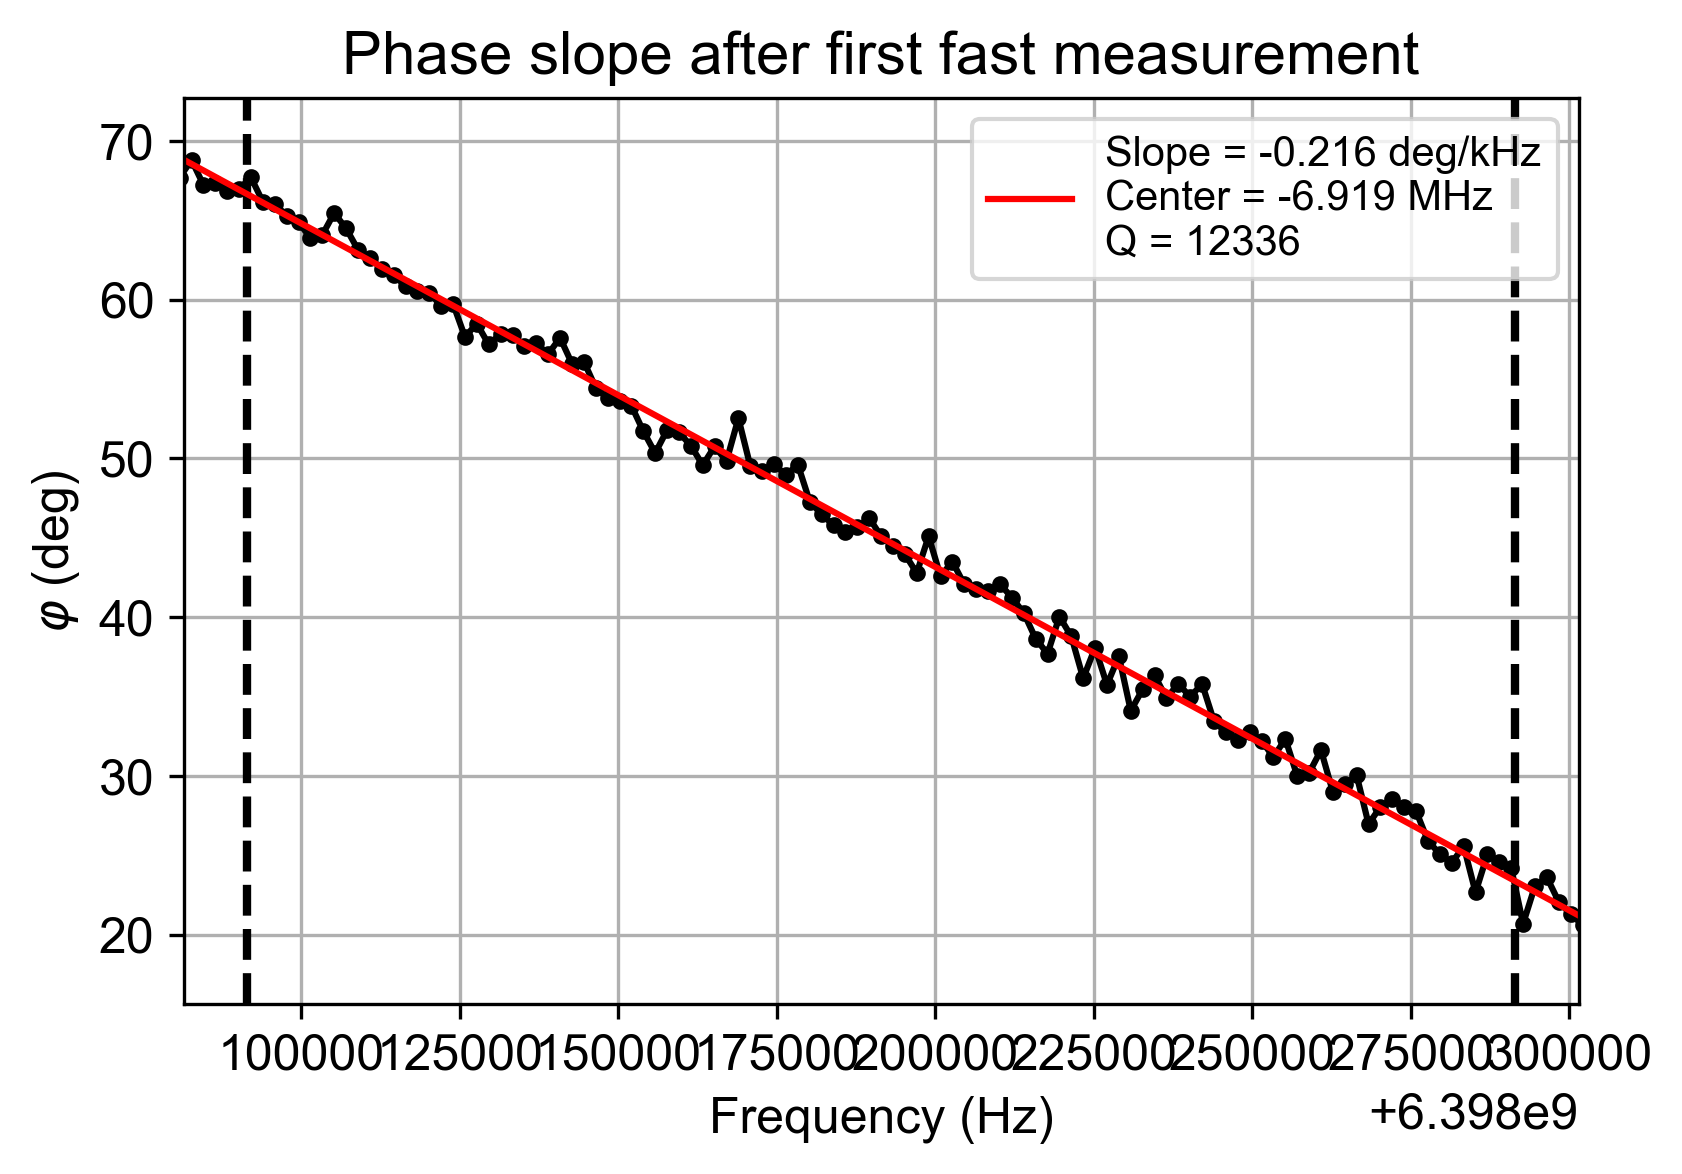 Phase slope after first fast measurement
Slope = -0.216 deg/kHz
Center = -6.919 MHz
Q = 12336
70
60
50
40
30
20
φ (deg)
100000 125000 150000 175000 200000 225000 250000 275000 300000
Frequency (Hz)
+6.398e9